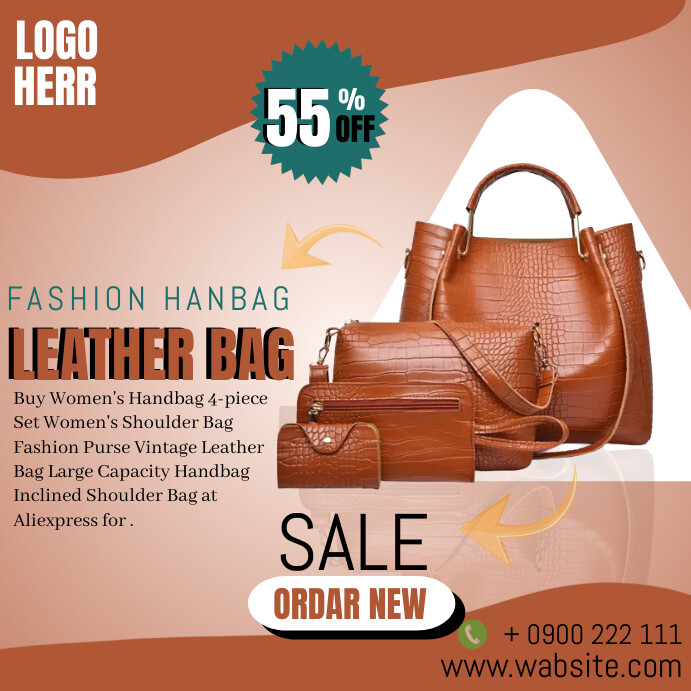 LOGO
HERR
55% OFF
FASHION HANBAG
LEATHER BAG
Buy Women's Handbag 4-piece
Set Women's Shoulder Bag
Fashion Purse Vintage Leather
Bag Large Capacity Handbag
Inclined Shoulder Bag at
Aliexpress for .
SALE
ORDAR NEW
+ 0900 222 111
www.wabsite.com